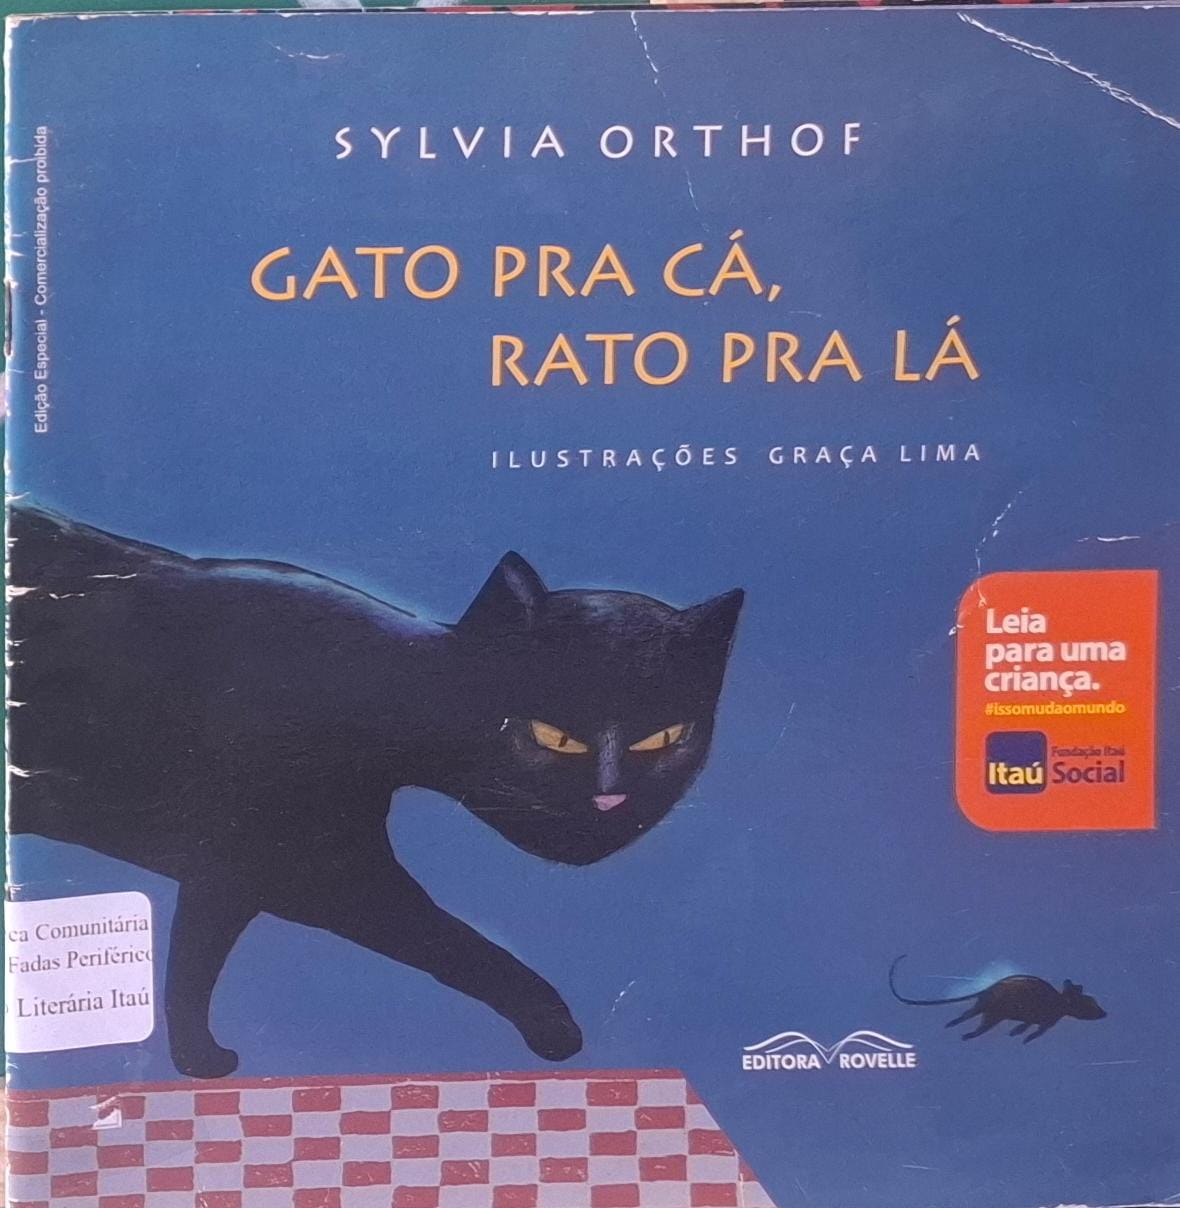 Edição Especial - Comercialização proibida
SYLVIA ORTHOF
GATO PRA CÁ,
RATO PRA LÁ
ILUSTRAÇÕES GRAÇA LIMA
Leia
para uma
criança.
#issomudaomundo
Fundação Itaú
Itaú Social
ca Comunitária
Fadas Periféric
Literária Itaú
EDITORA ROVELLE